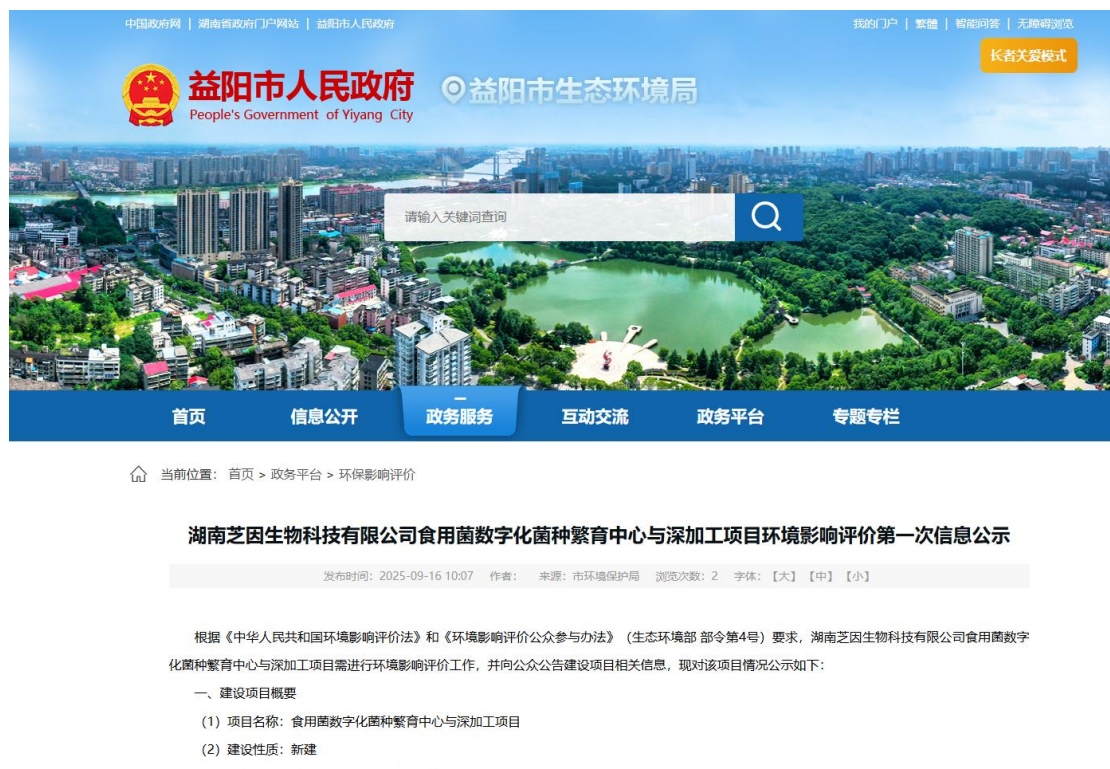 中国政府网 | 湖南省政府门户网站 | 益阳市人民政府
我的门户 | 繁體 | 智能问答 | 无障碍浏览
长者关爱模式
益阳市人民政府
People's Government of Yiyang City
益阳市生态环境局
请输入关键词查询
首页 信息公开 政务服务 互动交流 政务平台 专题专栏
当前位置: 首页 > 政务平台 > 环保影响评价
湖南芝因生物科技有限公司食用菌数字化菌种繁育中心与深加工项目环境影响评价第一次信息公示
发布时间：2025-09-16 10:07 作者： 来源：市环境保护局 浏览次数：2 字体：【大】【中】【小】
根据《中华人民共和国环境影响评价法》和《环境影响评价公众参与办法》（生态环境部 部令第4号）要求，湖南芝因生物科技有限公司食用菌数字
化菌种繁育中心与深加工项目需进行环境影响评价工作，并向公众公告建设项目相关信息，现对该项目情况公示如下：
一、建设项目概要
（1）项目名称：食用菌数字化菌种繁育中心与深加工项目
（2）建设性质：新建